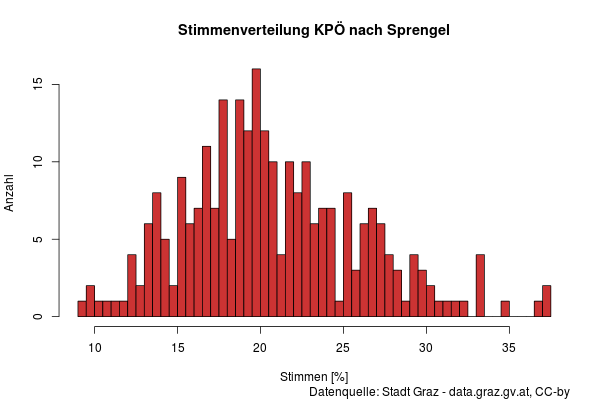 Stimmenverteilung KPÖ nach Sprengel
Anzahl
15
10
5
0
10 15 20 25 30 35
Stimmen [%]
Datenquelle: Stadt Graz - data.graz.gv.at, CC-by